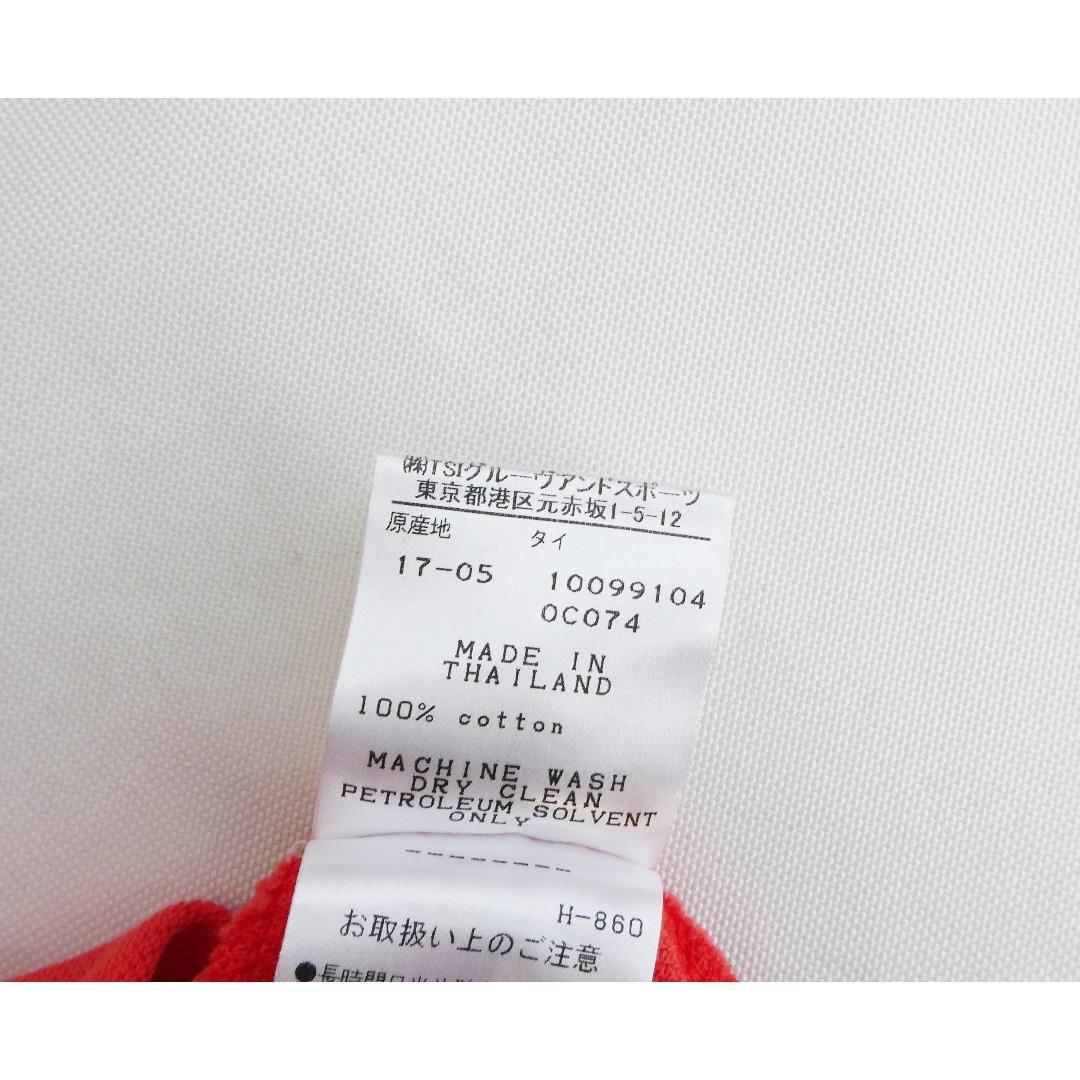 ㈱TSIグルーヴアンドスポーツ
東京都港区元赤坂1-5-12
原産地 タイ
17-05 10099104
0C074
MADE IN
THAILAND
100% cotton
MACHINE WASH
DRY CLEAN
PETROLEUM SOLVENT
ONLY
--------
H-860
お取扱い上のご注意
●長時間